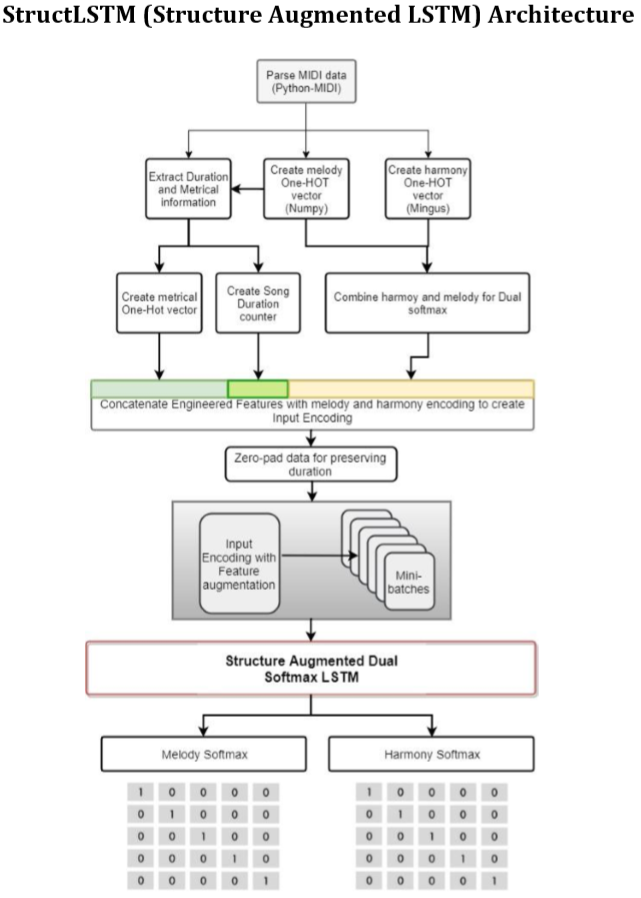 StructLSTM (Structure Augmented LSTM) Architecture
Parse MIDI data
(Python-MIDI)
Extract Duration
and Metrical
information
Create melody
One-HOT
vector
(Numpy)
Create harmony
One-HOT
vector
(Mingus)
Create metrical
One-Hot vector
Create Song
Duration
counter
Combine harmoy and melody for Dual
softmax
Concatenate Engineered Features with melody and harmony encoding to create
Input Encoding
Zero-pad data for preserving
duration
Input
Encoding with
Feature
augmentation
Mini-
batches
Structure Augmented Dual
Softmax LSTM
Melody Softmax
1 0 0 0 0
0 1 0 0 0
0 0 1 0 0
0 0 0 1 0
0 0 0 0 1
Harmony Softmax
1 0 0 0 0
0 1 0 0 0
0 0 1 0 0
0 0 0 1 0
0 0 0 0 1